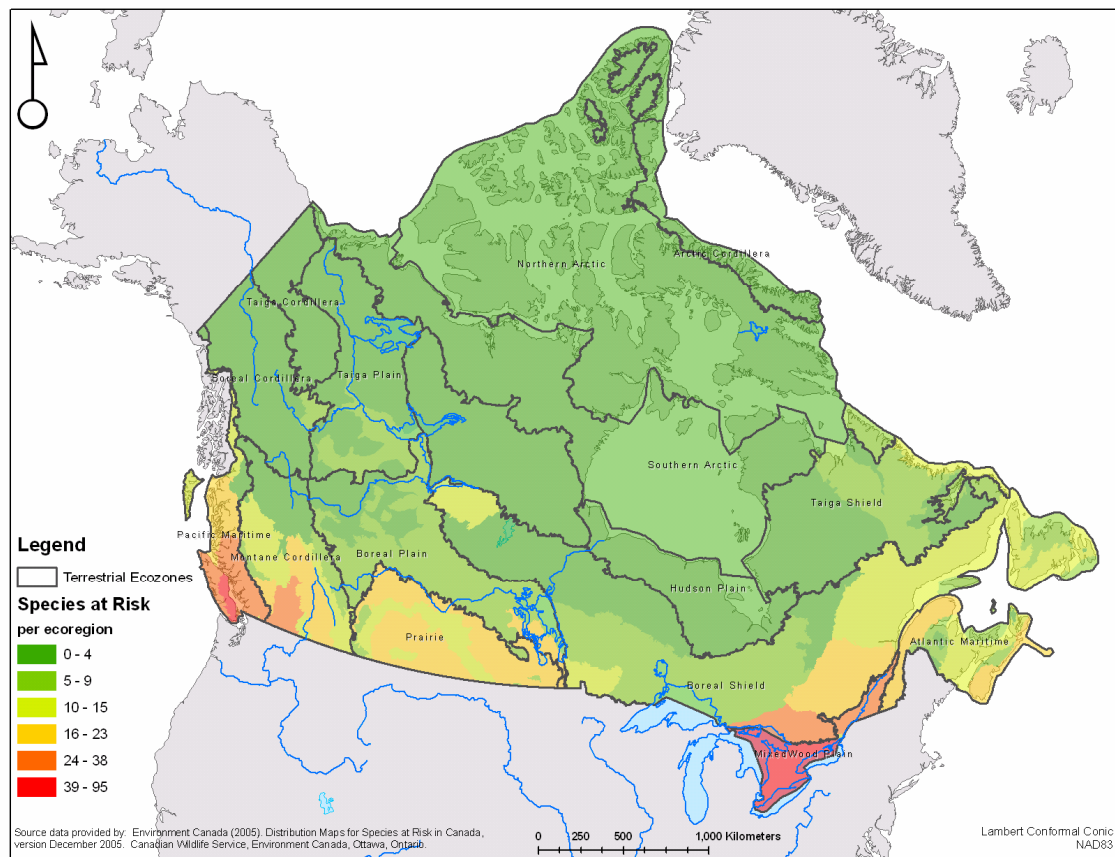 Northern Arctic
Arctic Cordillera
Taiga Cordillera
Boreal Cordillera
Taiga Plain
Southern Arctic
Taiga Shield
Pacific Maritime
Montane Cordillera
Boreal Plain
Hudson Plain
Prairie
Atlantic Maritime
Boreal Shield
MixedWood Plain
Legend
Terrestrial Ecozones
Species at Risk
per ecoregion
0 - 4
5 - 9
10 - 15
16 - 23
24 - 38
39 - 95
Source data provided by: Environment Canada (2005). Distribution Maps for Species at Risk in Canada,
version December 2005. Canadian Wildlife Service, Environment Canada, Ottawa, Ontario.
0 250 500 1,000 Kilometers
Lambert Conformal Conic
NAD83